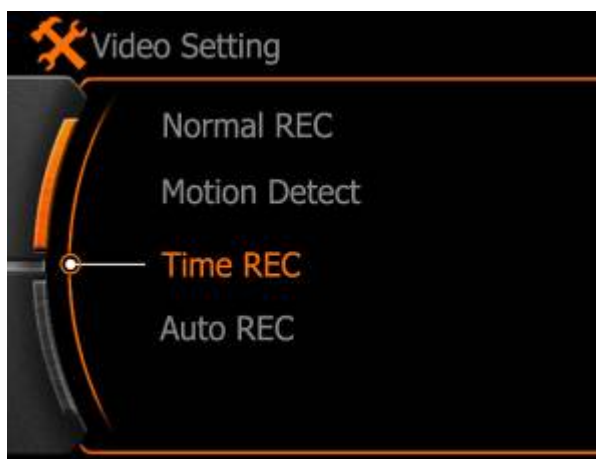 Video Setting
Normal REC
Motion Detect
Time REC
Auto REC